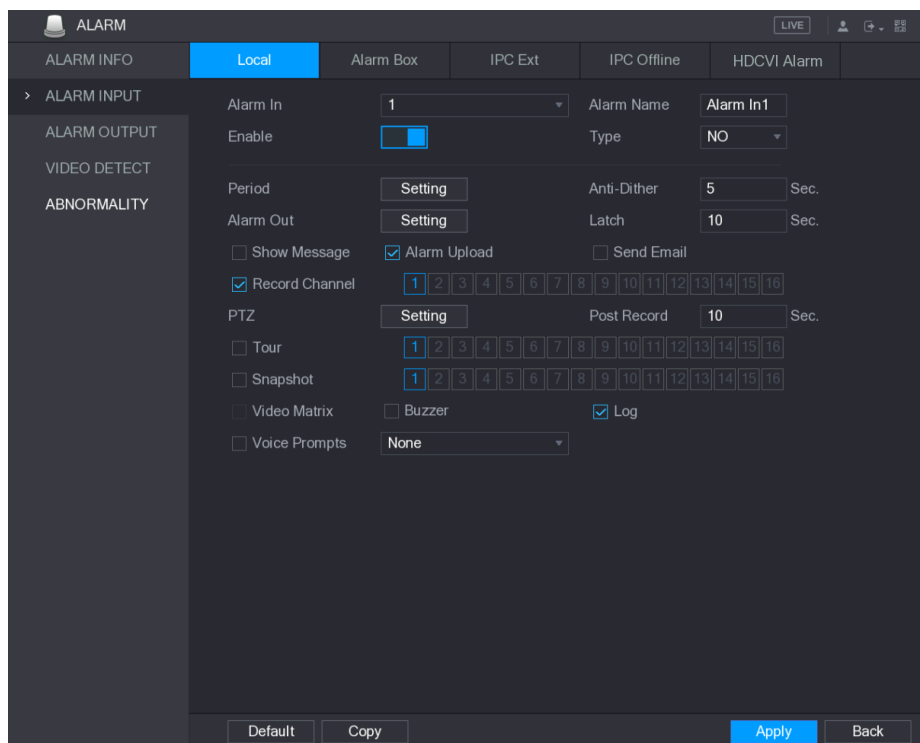 ALARM
LIVE
ALARM INFO
ALARM INPUT
ALARM OUTPUT
VIDEO DETECT
ABNORMALITY
Local Alarm Box IPC Ext IPC Offline HDCVI Alarm
Alarm In 1 Alarm Name Alarm In1
Enable Type NO
Period Setting Anti-Dither 5 Sec.
Alarm Out Setting Latch 10 Sec.
Show Message Alarm Upload Send Email
Record Channel 1 2 3 4 5 6 7 8 9 10 11 12 13 14 15 16
PTZ Setting Post Record 10 Sec.
Tour 1 2 3 4 5 6 7 8 9 10 11 12 13 14 15 16
Snapshot 1 2 3 4 5 6 7 8 9 10 11 12 13 14 15 16
Video Matrix Buzzer Log
Voice Prompts None
Default Copy Apply Back